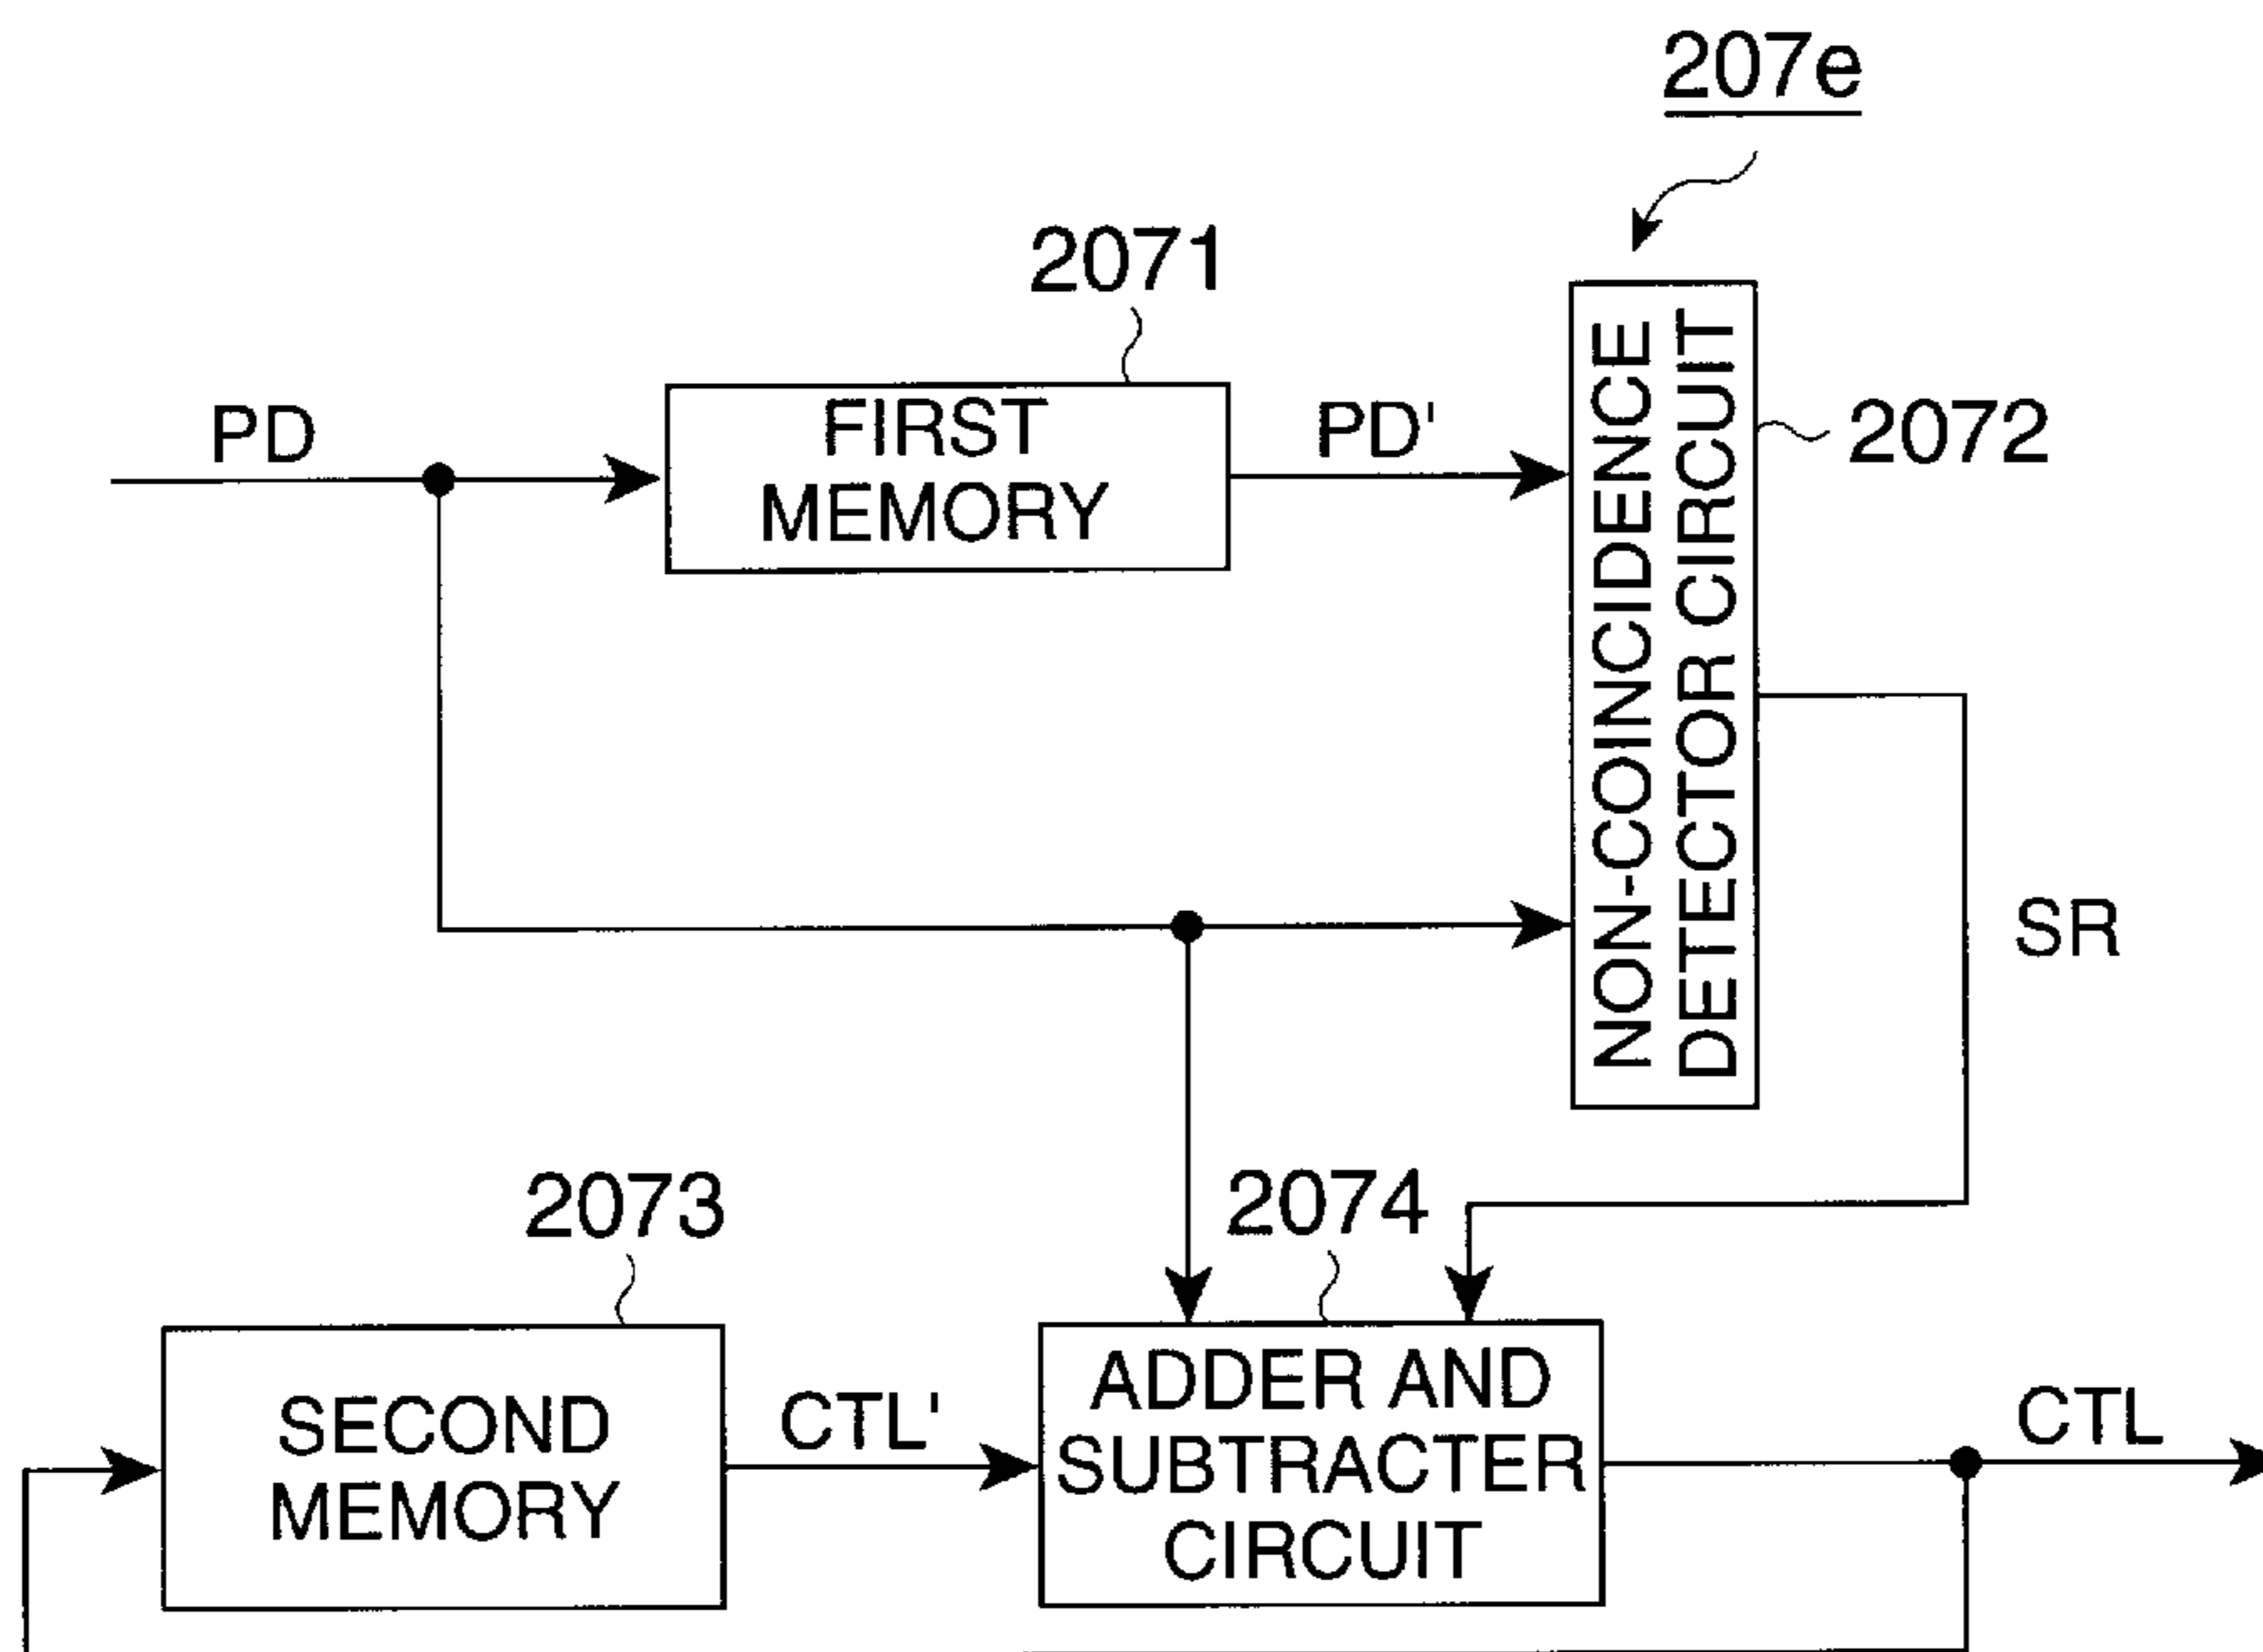 207e
2071
PD
FIRST
MEMORY
PD'
NON-COINCIDENCE
DETECTOR CIRCUIT
2072
SR
2073
2074
SECOND
MEMORY
CTL'
ADDER AND
SUBTRACTER
CIRCUIT
CTL